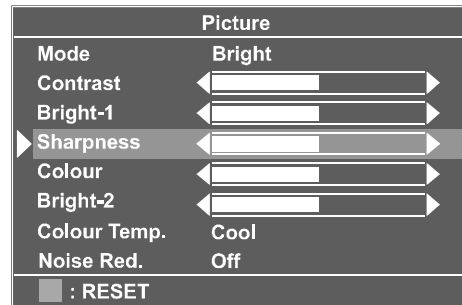 Picture
Mode Bright
Contrast
Bright-1
Sharpness
Colour
Bright-2
Colour Temp. Cool
Noise Red. Off
: RESET